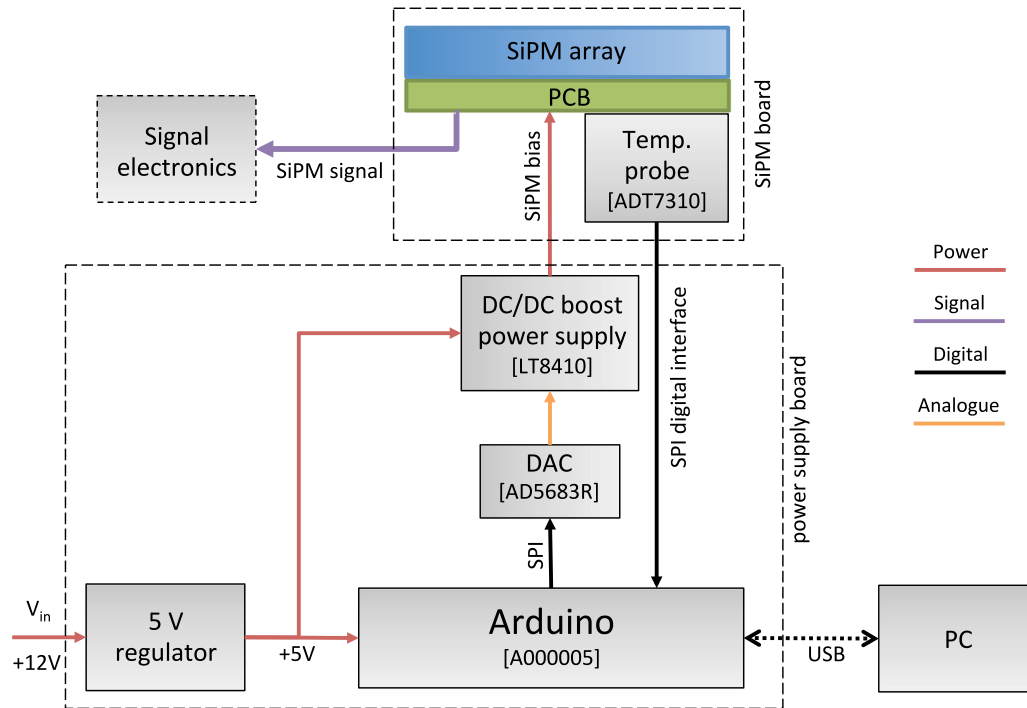 SiPM array
PCB
SiPM board
Signal
electronics
SiPM signal
SiPM bias
Temp.
probe
[ADT7310]
Power
Signal
Digital
Analogue
DC/DC boost
power supply
[LT8410]
SPI digital interface
power supply board
DAC
[AD5683R]
SPI
Vin
+12V
5 V
regulator
+5V
Arduino
[A000005]
USB
PC